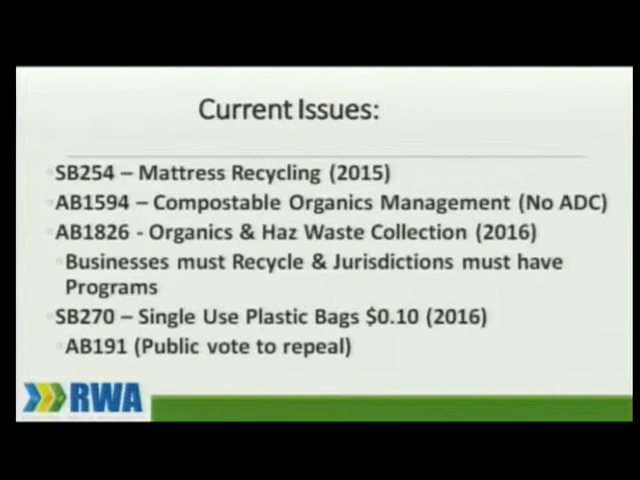 Current Issues:
SB254 – Mattress Recycling (2015)
AB1594 – Compostable Organics Management (No ADC)
AB1826 - Organics & Haz Waste Collection (2016)
Businesses must Recycle & Jurisdictions must have
Programs
SB270 – Single Use Plastic Bags $0.10 (2016)
AB191 (Public vote to repeal)
RWA